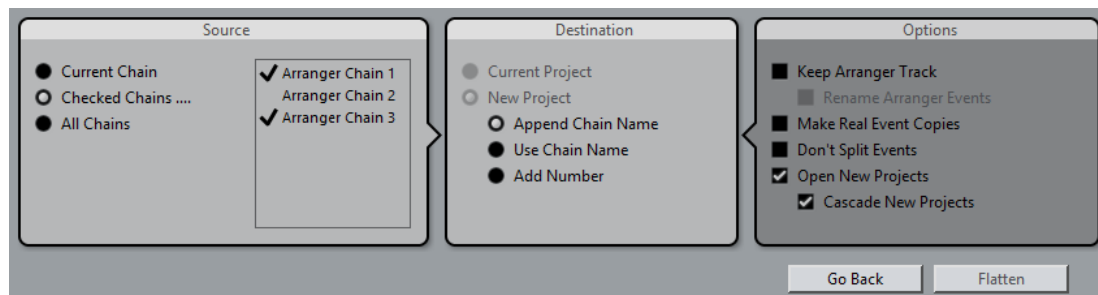 Source
Current Chain
Checked Chains ....
All Chains
Arranger Chain 1
Arranger Chain 2
Arranger Chain 3
Destination
Current Project
New Project
Append Chain Name
Use Chain Name
Add Number
Options
Keep Arranger Track
Rename Arranger Events
Make Real Event Copies
Don't Split Events
Open New Projects
Cascade New Projects
Go Back
Flatten